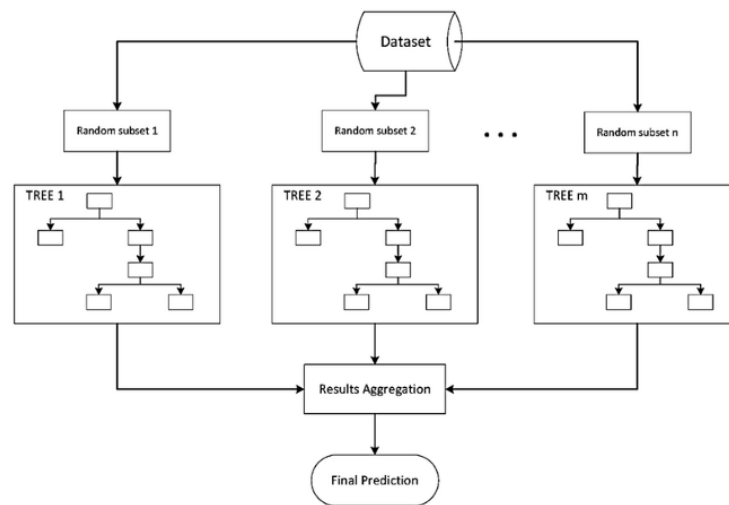 Dataset
Random subset 1
Random subset 2
Random subset n
TREE 1
TREE 2
TREE m
Results Aggregation
Final Prediction